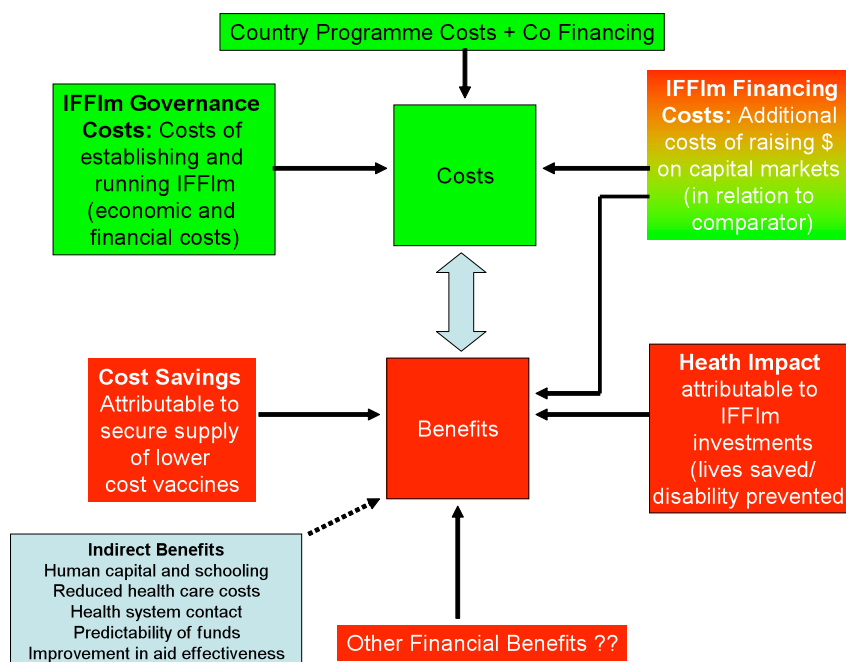 Country Programme Costs + Co Financing
IFFIm Governance
Costs: Costs of
establishing and
running IFFIm
(economic and
financial costs)
Costs
IFFIm Financing
Costs: Additional
costs of raising $
on capital markets
(in relation to
comparator)
Cost Savings
Attributable to
secure supply
of lower
cost vaccines
Benefits
Heath Impact
attributable to
IFFIm
investments
(lives saved/
disability prevented
Indirect Benefits
Human capital and schooling
Reduced health care costs
Health system contact
Predictability of funds
Improvement in aid effectiveness
Other Financial Benefits ??